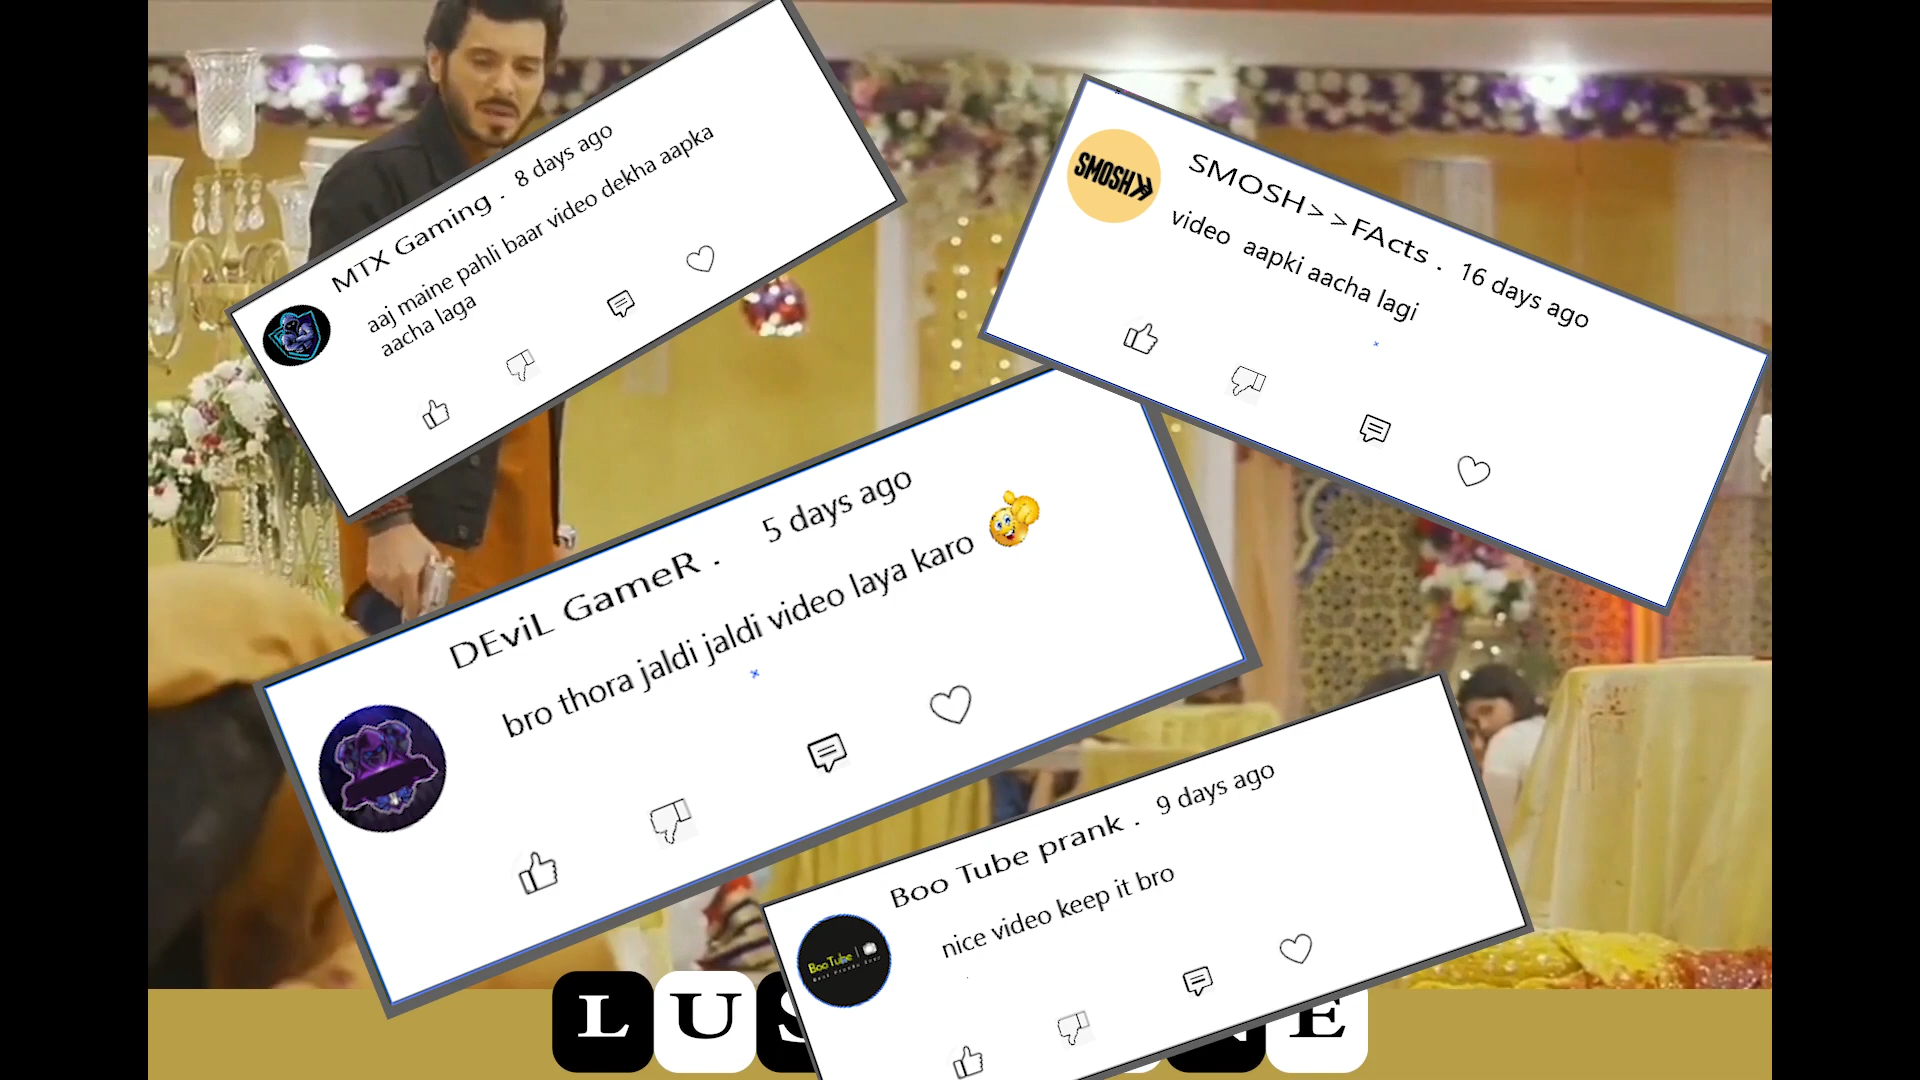 MTX Gaming . 8 days ago
aaj maine pahli baar video dekha aapka
aacha laga
SMOSH>>
SMOSH>>FActs . 16 days ago
video aapki aacha lagi
DEviL GameR . 5 days ago
bro thora jaldi jaldi video laya karo
Boo Tube prank . 9 days ago
nice video keep it bro
BooTube
L U S E